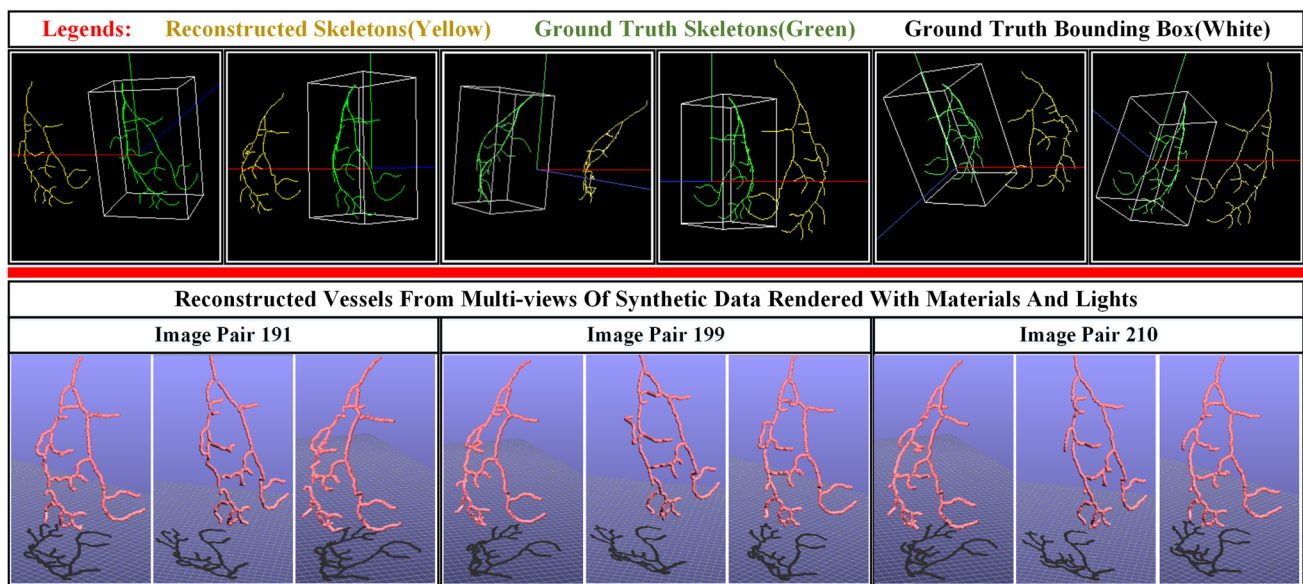 Legends: Reconstructed Skeletons(Yellow) Ground Truth Skeletons(Green) Ground Truth Bounding Box(White)
Reconstructed Vessels From Multi-views Of Synthetic Data Rendered With Materials And Lights
Image Pair 191
Image Pair 199
Image Pair 210